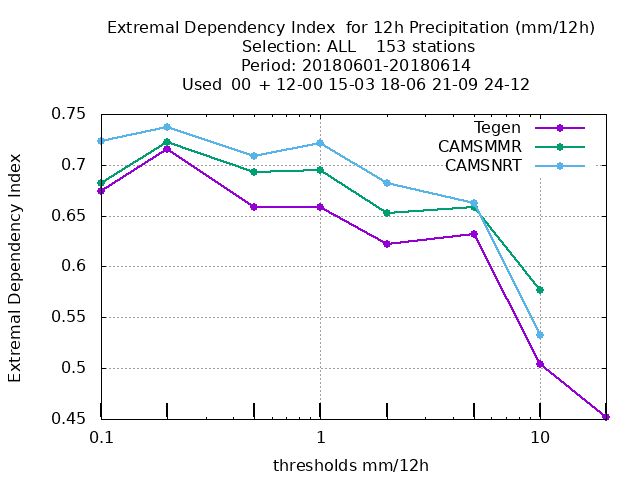 Extremal Dependency Index  for 12h Precipitation (mm/12h)
Selection: ALL    153 stations
Period: 20180601-20180614
Used  00 + 12-00 15-03 18-06 21-09 24-12
Tegen
CAMSMMR
CAMSNRT
Extremal Dependency Index
0.75
0.7
0.65
0.6
0.55
0.5
0.45
0.1
1
10
thresholds mm/12h